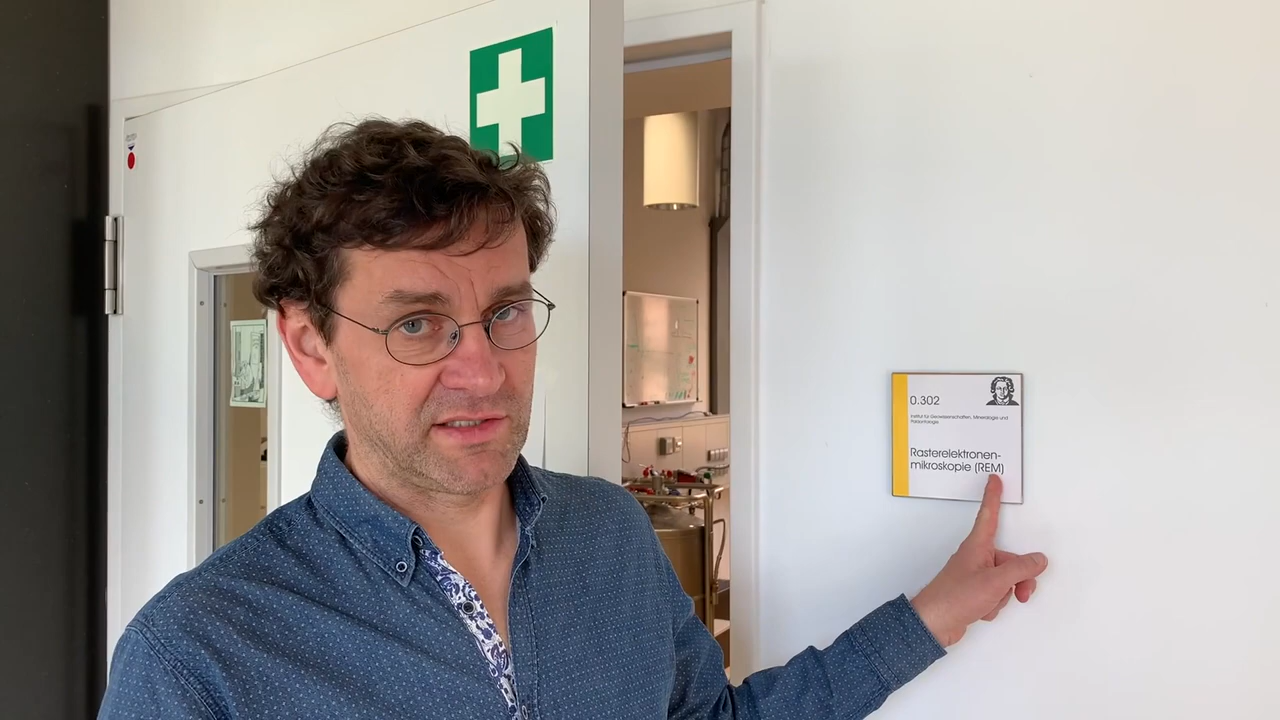 0.302
Institut für Geowissenschaften, Mineralogie und
Paläontologie
Rasterelektronen-
mikroskopie (REM)